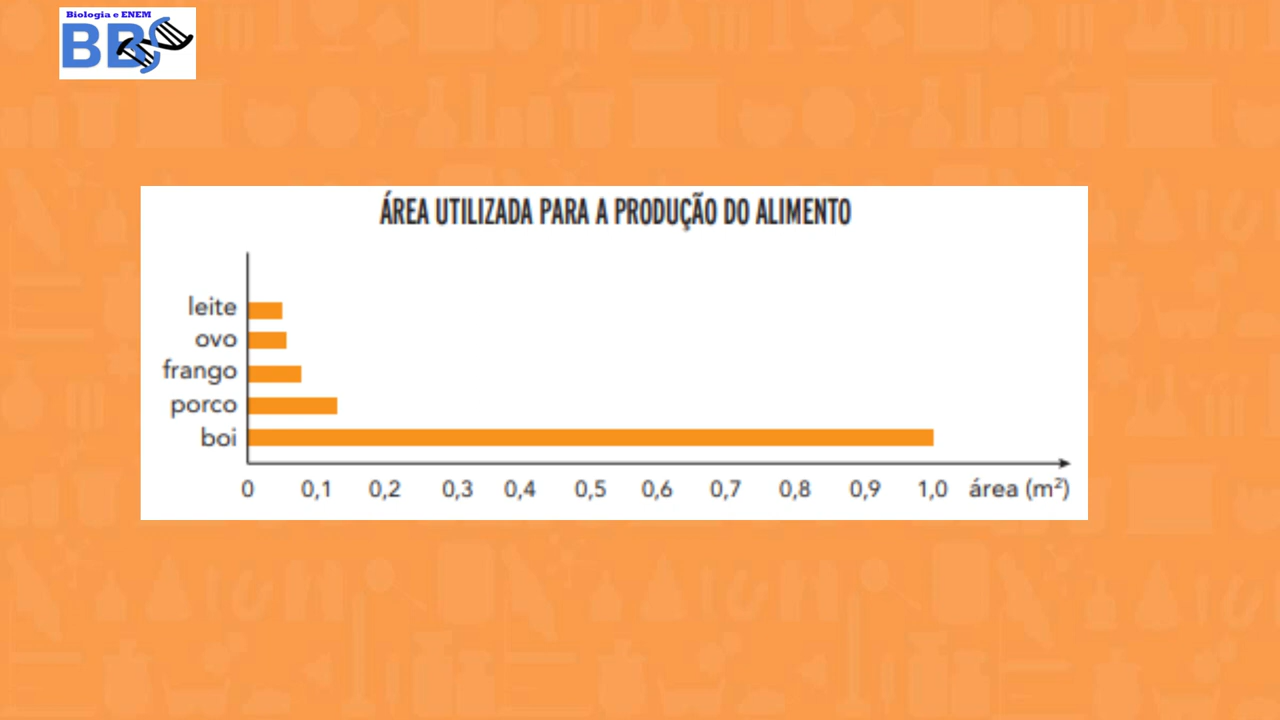 Biologia e ENEM
BBS
ÁREA UTILIZADA PARA A PRODUÇÃO DO ALIMENTO
leite
ovo
frango
porco
boi
0 0,1 0,2 0,3 0,4 0,5 0,6 0,7 0,8 0,9 1,0 área (m²)